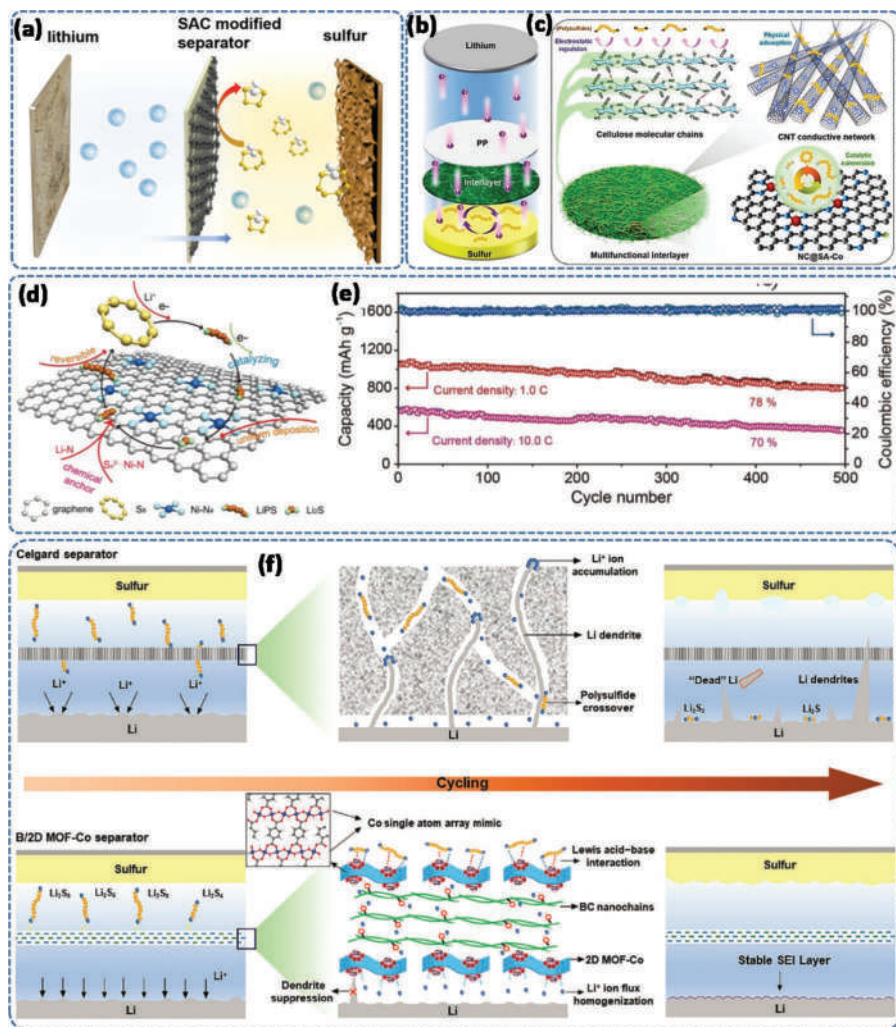 (a)
lithium
SAC modified
separator
sulfur
(b)
Lithium
PP
Interlayer
Sulfur
(c)
(Polysulfides)
Electrostatic
repulsion
Cellulose molecular chains
Physical
adsorption
CNT conductive network
Multifunctional interlayer
Catalytic
conversion
NC@SA-Co
(d)
Li⁺
e-
e-
catalyzing
reversible
uniform deposition
Li-N
Ni-N
chemical
anchor
graphene
S₈
Ni-N₄
LiPS
Li₂S
(e)
Capacity (mAh g⁻¹)
1600
1200
800
400
0
Current density: 1.0 C
78 %
Current density: 10.0 C
70 %
0
100
200
300
400
500
Cycle number
100
80
60
40
20
0
Coulombic efficiency (%)
Celgard separator
(f)
Sulfur
Li⁺
Li⁺
Li⁺
Li
Li⁺ ion
accumulation
Li dendrite
Polysulfide
crossover
Li
Sulfur
"Dead" Li
Li dendrites
Li₂S₂
Li₂S
Li
Cycling
B/2D MOF-Co separator
Sulfur
Li⁺
Li
Co single atom array mimic
Lewis acid–base
interaction
BC nanochains
2D MOF-Co
Dendrite
suppression
Li⁺ ion flux
homogenization
Li
Sulfur
Stable SEI Layer
Li